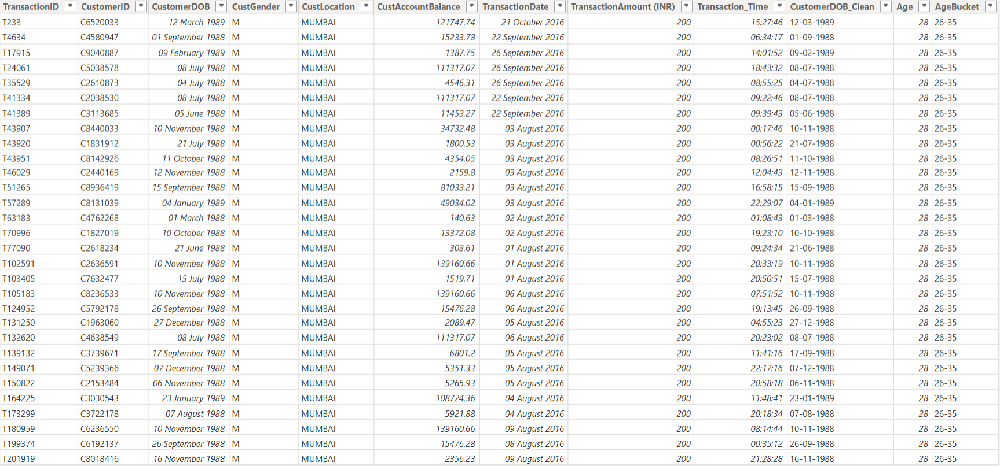 TransactionID CustomerID CustomerDOB CustGender CustLocation CustAccountBalance TransactionDate TransactionAmount (INR) Transaction_Time CustomerDOB_Clean Age AgeBucket
T233 C6520033 12 March 1989 M MUMBAI 121747.74 21 October 2016 200 15:27:46 12-03-1989 28 26-35
T4634 C4580947 01 September 1988 M MUMBAI 15233.78 22 September 2016 200 06:34:17 01-09-1988 28 26-35
T17915 C9040887 09 February 1989 M MUMBAI 1387.75 26 September 2016 200 14:01:52 09-02-1989 28 26-35
T24061 C5038578 08 July 1988 M MUMBAI 111317.07 26 September 2016 200 18:43:32 08-07-1988 28 26-35
T35529 C2610873 04 July 1988 M MUMBAI 4546.31 26 September 2016 200 08:55:25 04-07-1988 28 26-35
T41334 C2038530 08 July 1988 M MUMBAI 111317.07 22 September 2016 200 09:22:46 08-07-1988 28 26-35
T41389 C3113685 05 June 1988 M MUMBAI 11453.27 22 September 2016 200 09:39:43 05-06-1988 28 26-35
T43907 C8440033 10 November 1988 M MUMBAI 34732.48 03 August 2016 200 00:17:46 10-11-1988 28 26-35
T43920 C1831912 21 July 1988 M MUMBAI 1800.53 03 August 2016 200 00:56:22 21-07-1988 28 26-35
T43951 C8142926 11 October 1988 M MUMBAI 4354.05 03 August 2016 200 08:26:51 11-10-1988 28 26-35
T46029 C2440169 12 November 1988 M MUMBAI 2159.8 03 August 2016 200 12:04:43 12-11-1988 28 26-35
T51265 C8936419 15 September 1988 M MUMBAI 81033.21 03 August 2016 200 16:58:15 15-09-1988 28 26-35
T57289 C8131039 04 January 1989 M MUMBAI 49034.02 03 August 2016 200 22:29:07 04-01-1989 28 26-35
T63183 C4762268 01 March 1988 M MUMBAI 140.63 02 August 2016 200 01:08:43 01-03-1988 28 26-35
T70996 C1827019 10 October 1988 M MUMBAI 13372.08 02 August 2016 200 19:23:10 10-10-1988 28 26-35
T77090 C2618234 21 June 1988 M MUMBAI 303.61 01 August 2016 200 09:24:34 21-06-1988 28 26-35
T102591 C2636591 10 November 1988 M MUMBAI 139160.66 01 August 2016 200 20:33:19 10-11-1988 28 26-35
T103405 C7632477 15 July 1988 M MUMBAI 1519.71 01 August 2016 200 20:50:51 15-07-1988 28 26-35
T105183 C8236533 10 November 1988 M MUMBAI 139160.66 06 August 2016 200 07:51:52 10-11-1988 28 26-35
T124952 C5792178 26 September 1988 M MUMBAI 15476.28 06 August 2016 200 19:13:45 26-09-1988 28 26-35
T131250 C1963060 27 December 1988 M MUMBAI 2089.47 05 August 2016 200 04:55:23 27-12-1988 28 26-35
T132620 C4638549 08 July 1988 M MUMBAI 111317.07 06 August 2016 200 20:23:02 08-07-1988 28 26-35
T139132 C3739671 17 September 1988 M MUMBAI 6801.2 05 August 2016 200 11:41:16 17-09-1988 28 26-35
T149071 C5239366 07 December 1988 M MUMBAI 5351.33 05 August 2016 200 22:17:16 07-12-1988 28 26-35
T150822 C2153484 06 November 1988 M MUMBAI 5265.93 05 August 2016 200 20:58:18 06-11-1988 28 26-35
T164225 C3030543 23 January 1989 M MUMBAI 108724.36 04 August 2016 200 11:48:41 23-01-1989 28 26-35
T173299 C3722178 07 August 1988 M MUMBAI 5921.88 04 August 2016 200 20:18:34 07-08-1988 28 26-35
T180959 C6236550 10 November 1988 M MUMBAI 139160.66 09 August 2016 200 08:14:44 10-11-1988 28 26-35
T199374 C6192137 26 September 1988 M MUMBAI 15476.28 08 August 2016 200 00:35:12 26-09-1988 28 26-35
T201919 C8018416 16 November 1988 M MUMBAI 2356.23 09 August 2016 200 21:28:28 16-11-1988 28 26-35